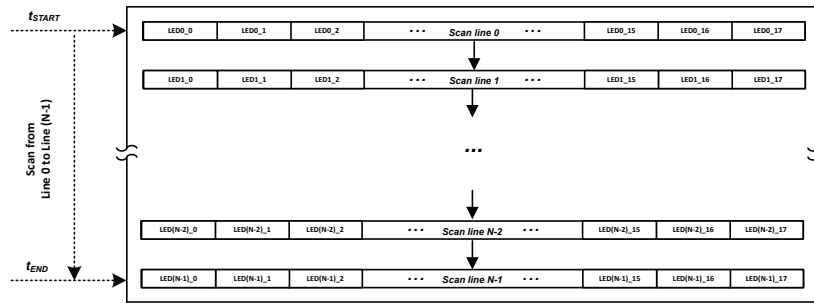 tSTART
LED0_0 LED0_1 LED0_2 ··· Scan line 0 ··· LED0_15 LED0_16 LED0_17
LED1_0 LED1_1 LED1_2 ··· Scan line 1 ··· LED1_15 LED1_16 LED1_17
Scan from
Line 0 to Line (N-1)
...
LED(N-2)_0 LED(N-2)_1 LED(N-2)_2 ··· Scan line N-2 ··· LED(N-2)_15 LED(N-2)_16 LED(N-2)_17
tEND
LED(N-1)_0 LED(N-1)_1 LED(N-1)_2 ··· Scan line N-1 ··· LED(N-1)_15 LED(N-1)_16 LED(N-1)_17